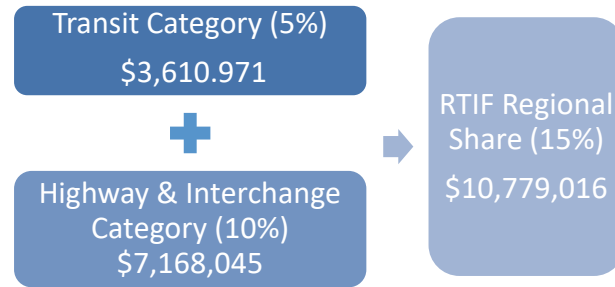 Transit Category (5%)
$3,610.971
Highway & Interchange
Category (10%)
$7,168,045
RTIF Regional
Share (15%)
$10,779,016